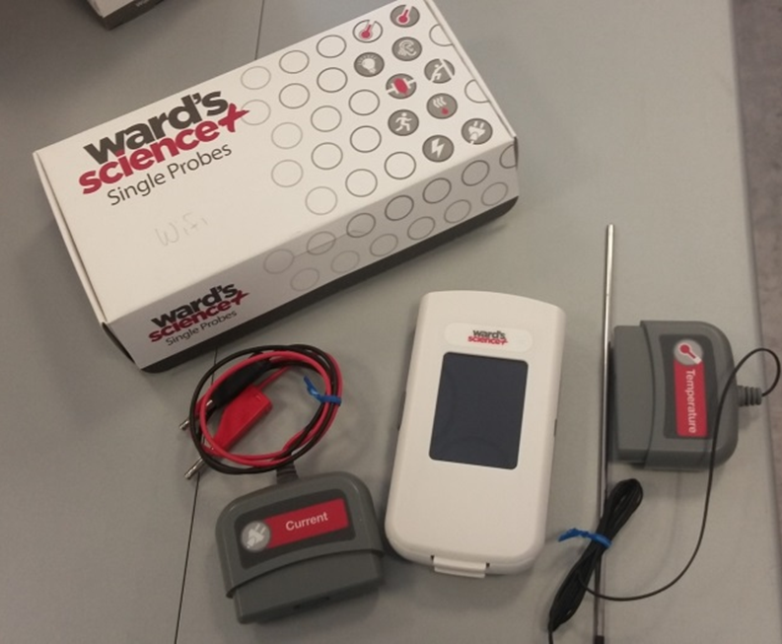 ward's
science+
Single Probes
WiFi
ward's
science+
Single Probes
ward's
science+
Current
Temperature